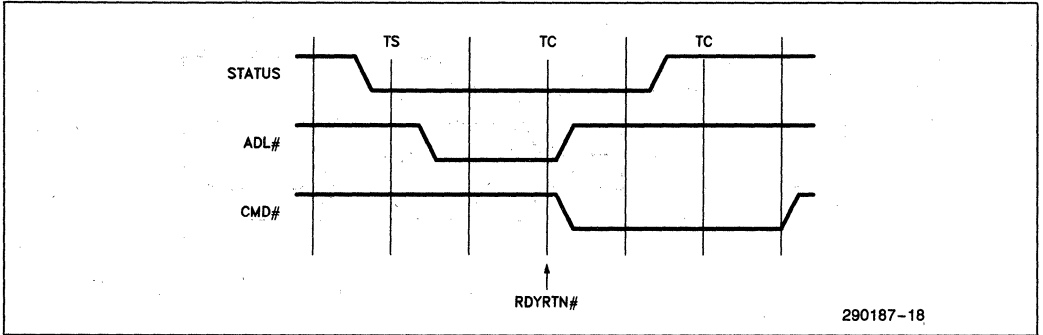 TS TC TC
STATUS
ADL#
CMD#
RDYRTN#
290187-18